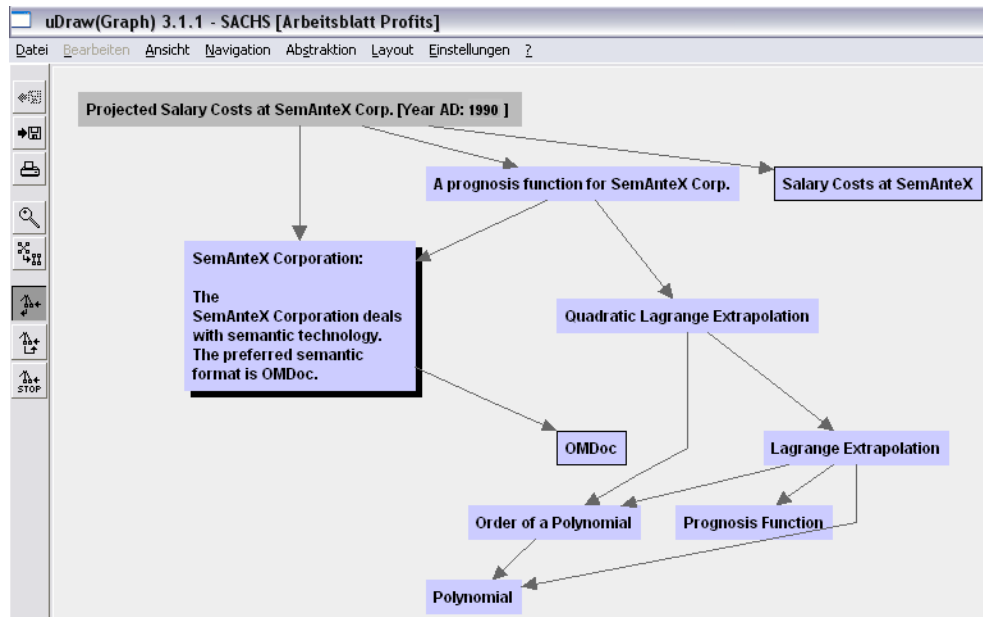 uDraw(Graph) 3.1.1 - SACHS [Arbeitsblatt Profits]
Datei Bearbeiten Ansicht Navigation Abstraktion Layout Einstellungen ?
Projected Salary Costs at SemAnteX Corp. [Year AD: 1990 ]
A prognosis function for SemAnteX Corp.
Salary Costs at SemAnteX
SemAnteX Corporation:
The
SemAnteX Corporation deals
with semantic technology.
The preferred semantic
format is OMDoc.
Quadratic Lagrange Extrapolation
OMDoc
Lagrange Extrapolation
Order of a Polynomial
Prognosis Function
Polynomial
STOP